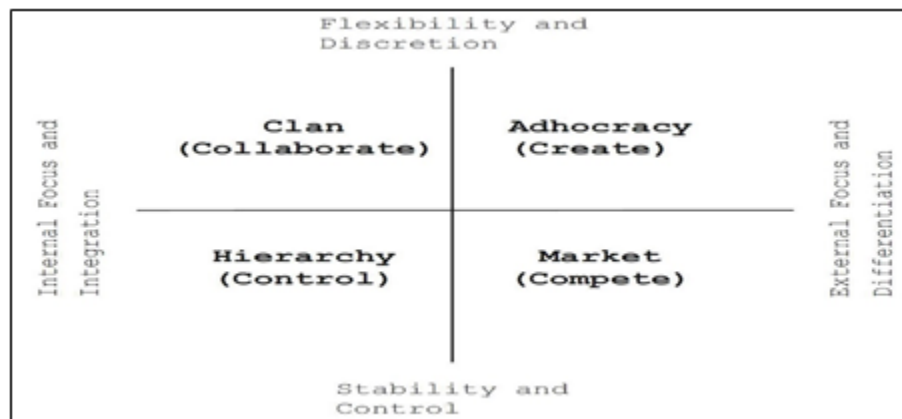 Flexibility and
Discretion
Clan
(Collaborate)
Adhocracy
(Create)
Internal Focus and
Integration
External Focus and
Differentiation
Hierarchy
(Control)
Market
(Compete)
Stability and
Control